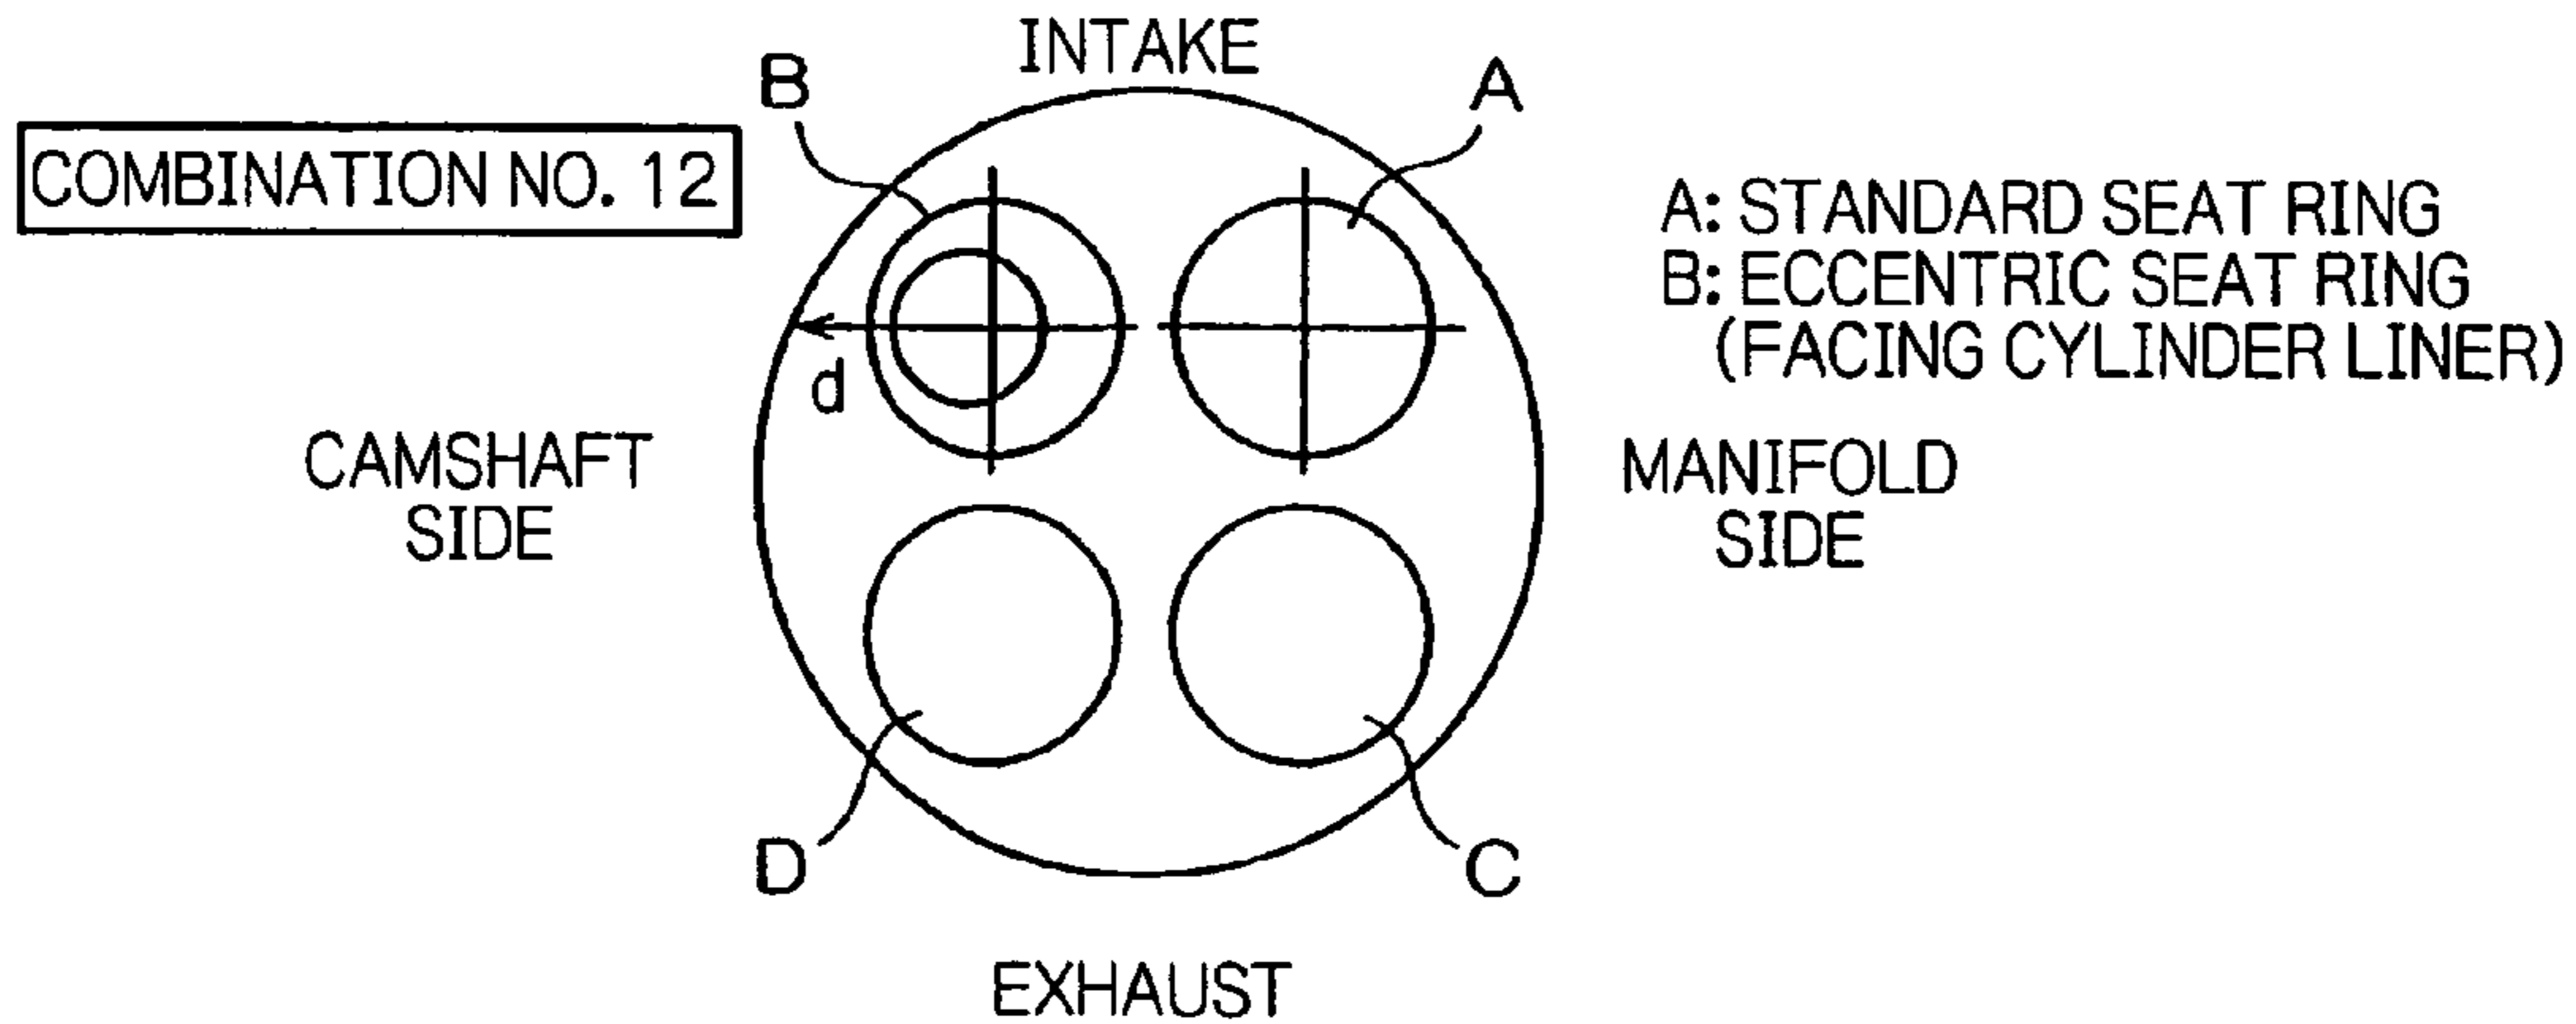 INTAKE
B
A
COMBINATION NO. 12
A: STANDARD SEAT RING
B: ECCENTRIC SEAT RING
(FACING CYLINDER LINER)
d
CAMSHAFT
SIDE
MANIFOLD
SIDE
D
C
EXHAUST